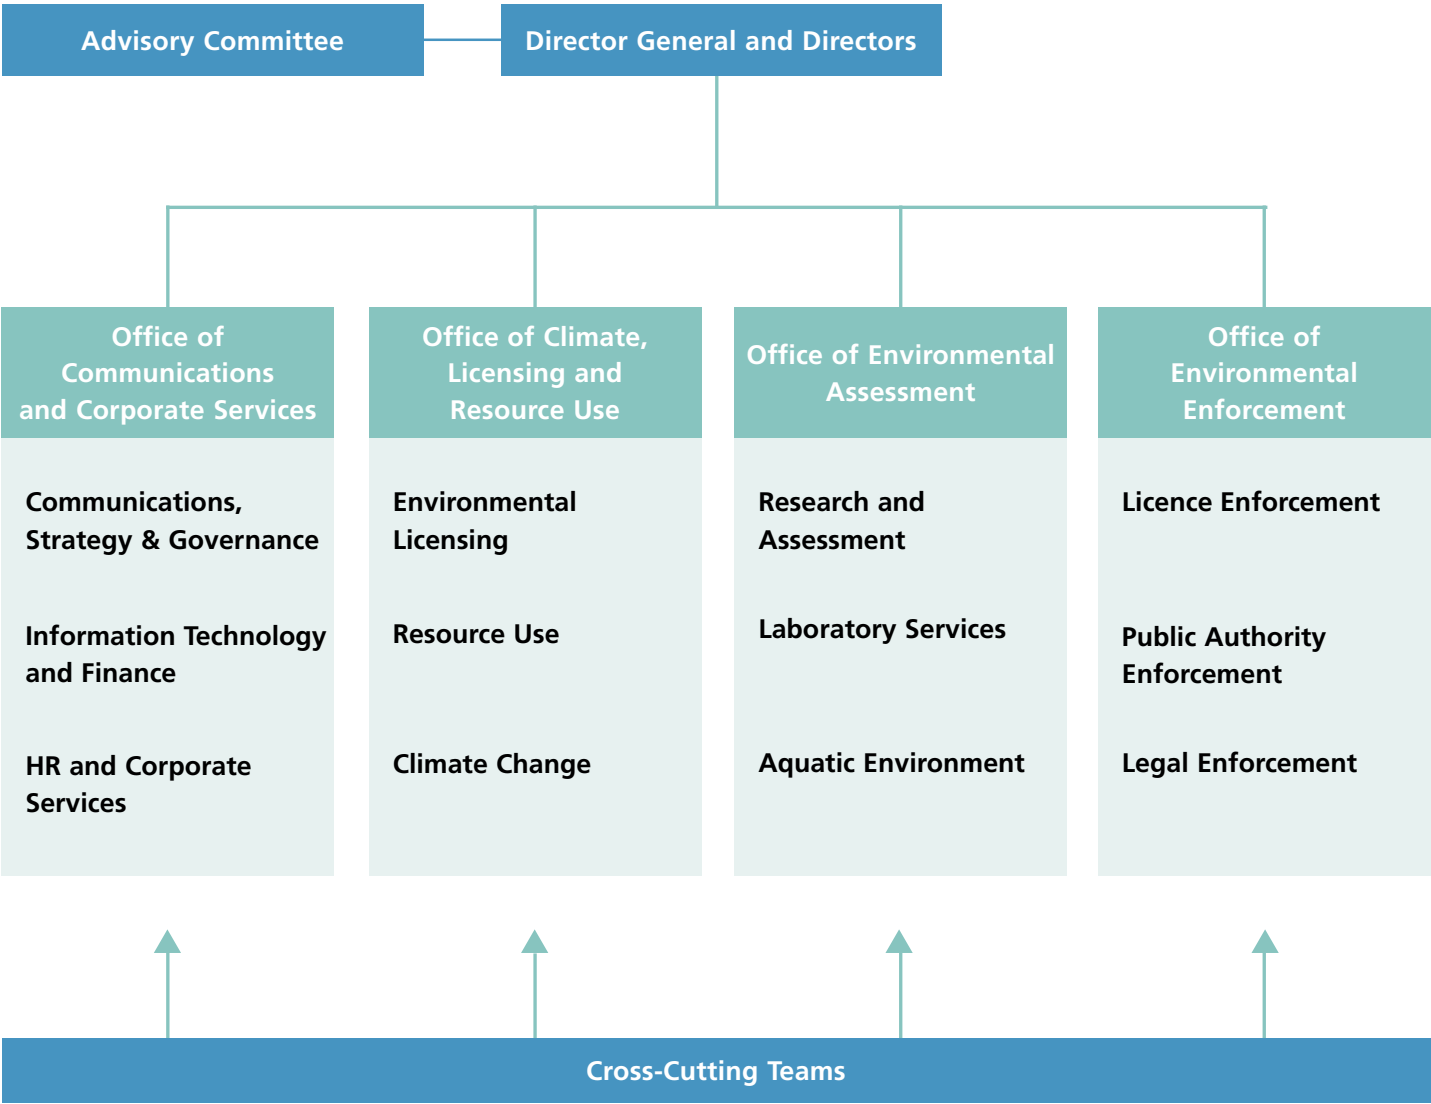 Advisory Committee
Director General and Directors
Office of
Communications
and Corporate Services
Communications,
Strategy & Governance
Information Technology
and Finance
HR and Corporate
Services
Office of Climate,
Licensing and
Resource Use
Environmental
Licensing
Resource Use
Climate Change
Office of Environmental
Assessment
Research and
Assessment
Laboratory Services
Aquatic Environment
Office of
Environmental
Enforcement
Licence Enforcement
Public Authority
Enforcement
Legal Enforcement
Cross-Cutting Teams